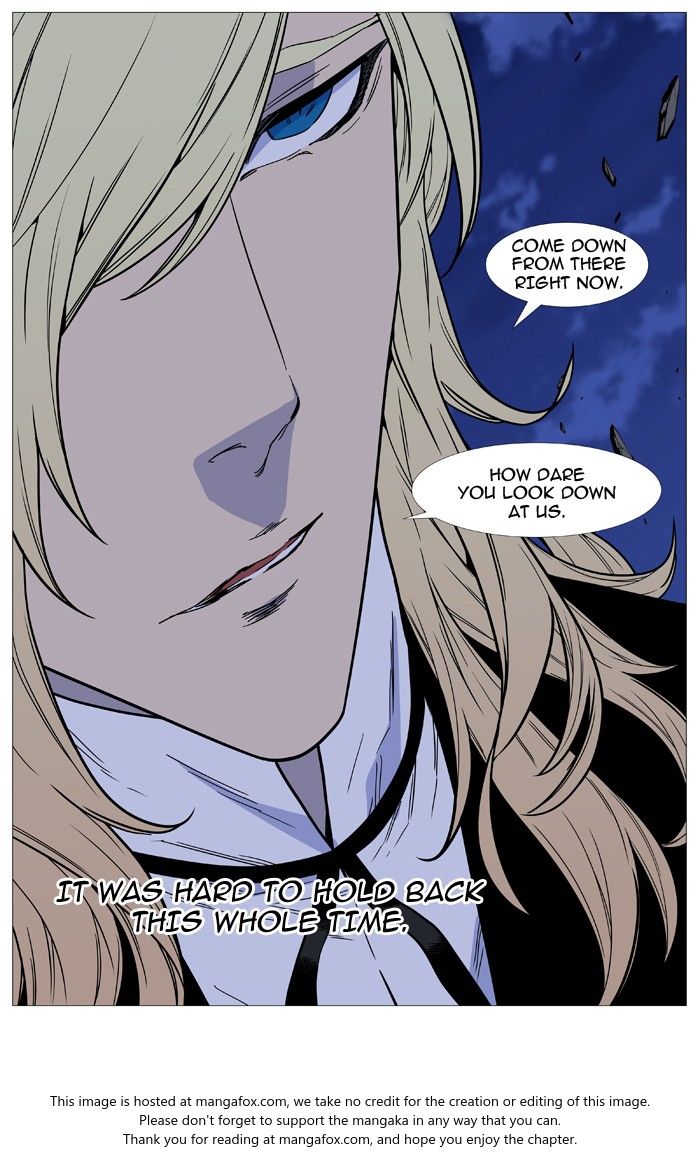 COME DOWN
FROM THERE
RIGHT NOW.
HOW DARE
YOU LOOK DOWN
AT US.
IT WAS HARD TO HOLD BACK
THIS WHOLE TIME.
This image is hosted at mangafox.com, we take no credit for the creation or editing of this image.
Please don't forget to support the mangaka in any way that you can.
Thank you for reading at mangafox.com, and hope you enjoy the chapter.